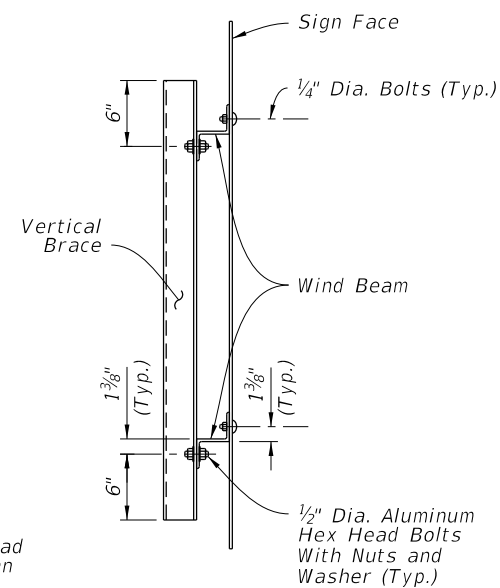 Sign Face
¼" Dia. Bolts (Typ.)
6"
Vertical
Brace
Wind Beam
1⅜"
(Typ.)
1⅜"
(Typ.)
6"
½" Dia. Aluminum
Hex Head Bolts
With Nuts and
Washer (Typ.)
ad
n